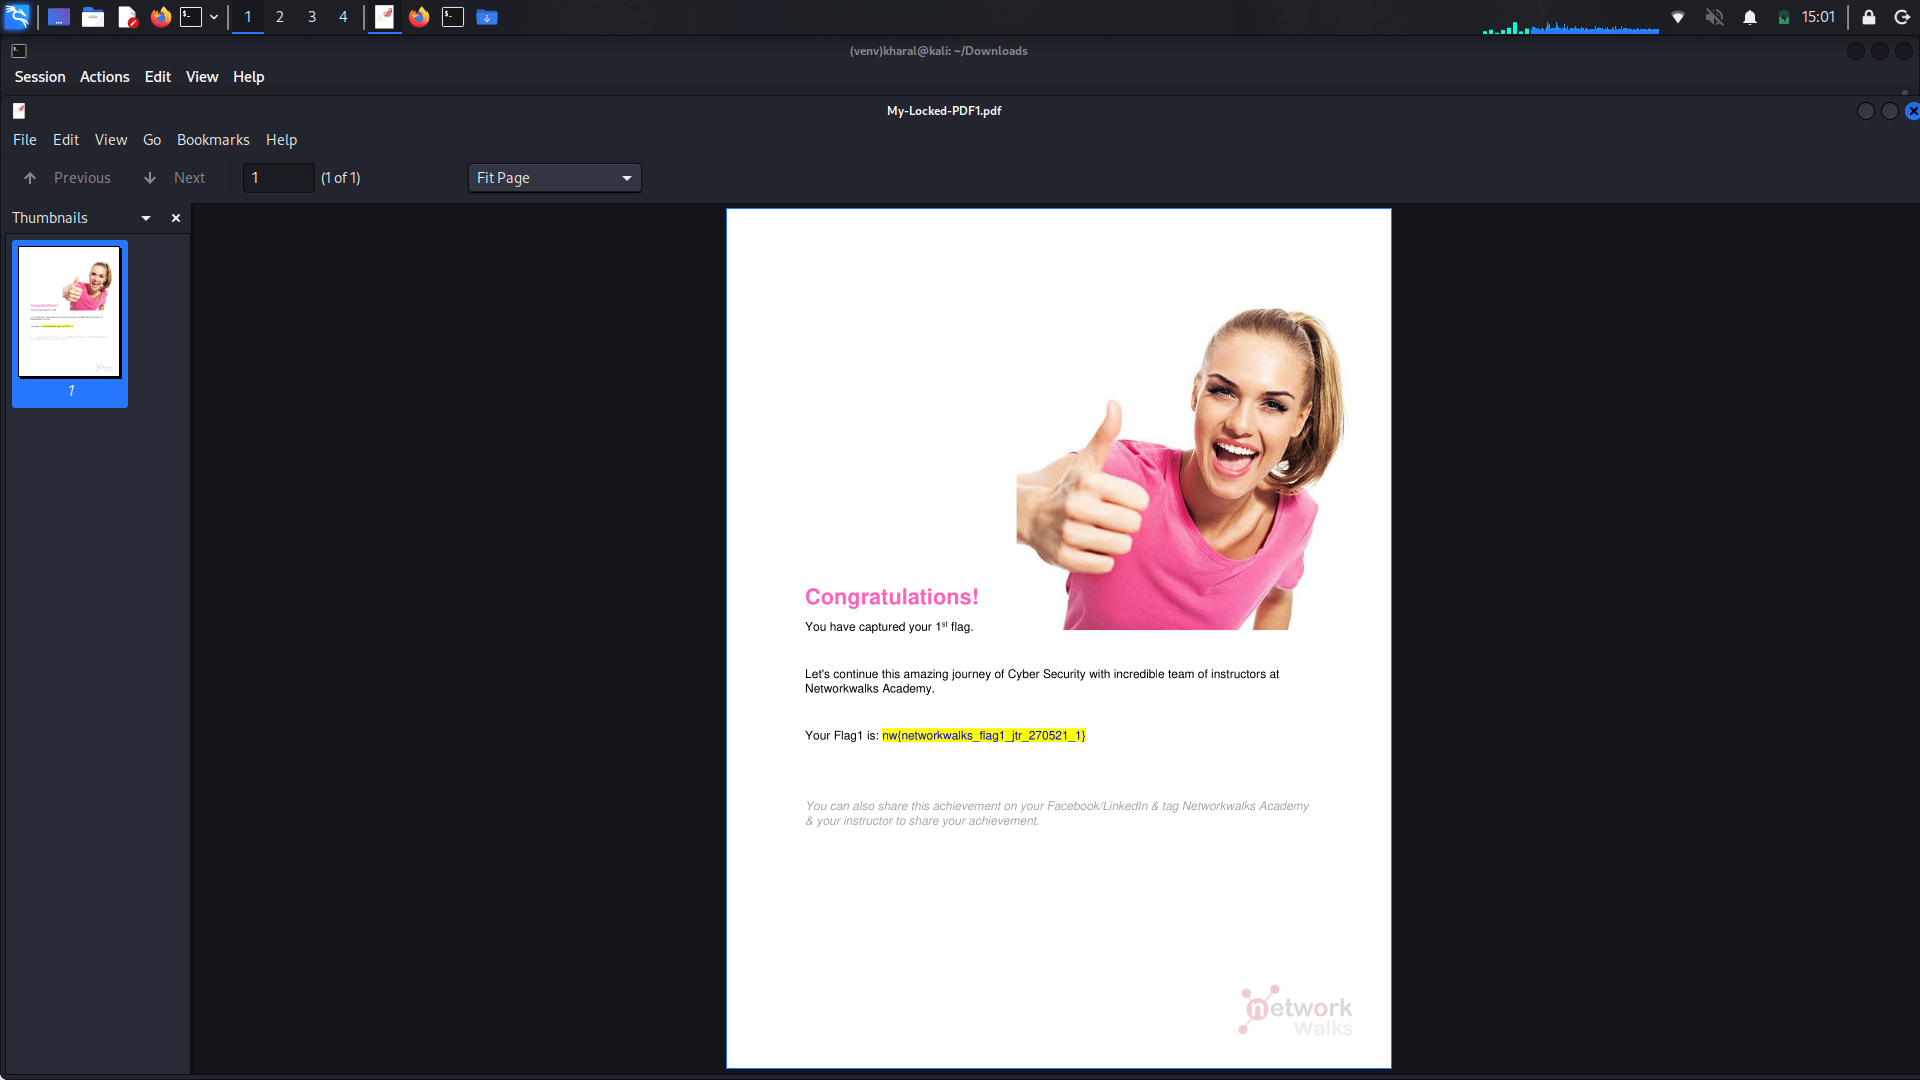 1 2 3 4 15:01
(venv)kharal@kali: ~/Downloads
Session Actions Edit View Help
My-Locked-PDF1.pdf
File Edit View Go Bookmarks Help
Previous Next 1 (1 of 1) Fit Page
Thumbnails
1
Congratulations!
You have captured your 1st flag.
Let's continue this amazing journey of Cyber Security with incredible team of instructors at
Networkwalks Academy.
Your Flag1 is: nw{networkwalks_flag1_jtr_270521_1}
You can also share this achievement on your Facebook/LinkedIn & tag Networkwalks Academy
& your instructor to share your achievement.
network
Walks